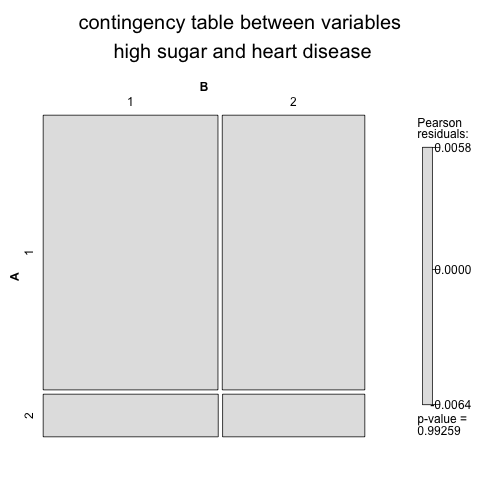 contingency table between variables
high sugar and heart disease
B
1
2
A
1
2
Pearson
residuals:
0.0058
0.0000
-0.0064
p-value =
0.99259